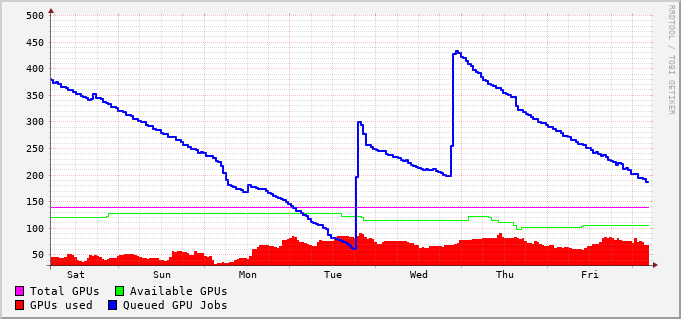 500
450
400
350
300
250
200
150
100
50
Sat Sun Mon Tue Wed Thu Fri
Total GPUs Available GPUs
GPUs used Queued GPU Jobs
RRDTOOL / TOBI OETIKER